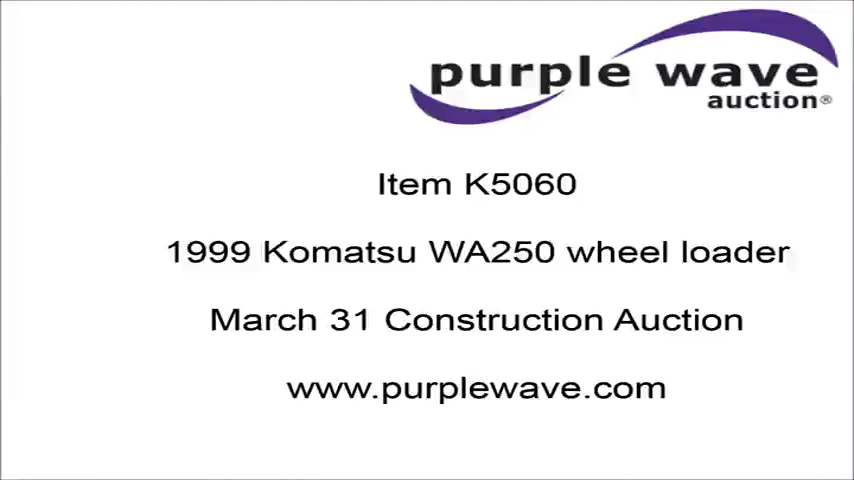 purple wave
auction®
Item K5060
1999 Komatsu WA250 wheel loader
March 31 Construction Auction
www.purplewave.com